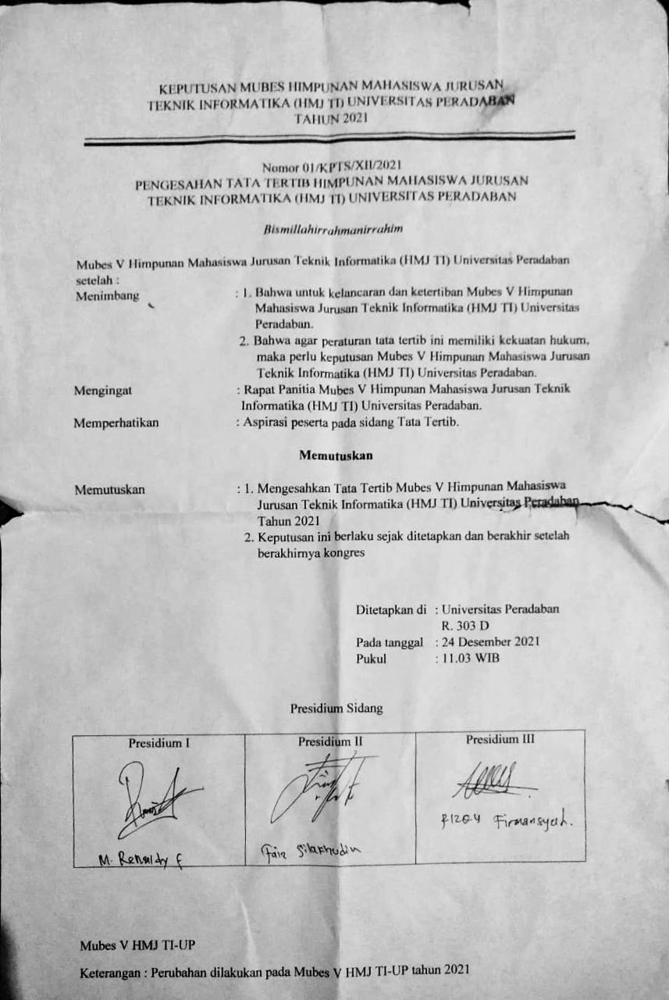 KEPUTUSAN MUBES HIMPUNAN MAHASISWA JURUSAN
TEKNIK INFORMATIKA (HMJ TI) UNIVERSITAS PERADABAN
TAHUN 2021
Nomor 01/KPTS/XII/2021
PENGESAHAN TATA TERTIB HIMPUNAN MAHASISWA JURUSAN
TEKNIK INFORMATIKA (HMJ TI) UNIVERSITAS PERADABAN
Bismillahirrahmanirrahim
Mubes V Himpunan Mahasiswa Jurusan Teknik Informatika (HMJ TI) Universitas Peradaban
setelah :
Menimbang : 1. Bahwa untuk kelancaran dan ketertiban Mubes V Himpunan
Mahasiswa Jurusan Teknik Informatika (HMJ TI) Universitas
Peradaban.
2. Bahwa agar peraturan tata tertib ini memiliki kekuatan hukum,
maka perlu keputusan Mubes V Himpunan Mahasiswa Jurusan
Teknik Informatika (HMJ TI) Universitas Peradaban.
Mengingat : Rapat Panitia Mubes V Himpunan Mahasiswa Jurusan Teknik
Informatika (HMJ TI) Universitas Peradaban.
Memperhatikan : Aspirasi peserta pada sidang Tata Tertib.
Memutuskan
Memutuskan : 1. Mengesahkan Tata Tertib Mubes V Himpunan Mahasiswa
Jurusan Teknik Informatika (HMJ TI) Universitas Peradaban
Tahun 2021
2. Keputusan ini berlaku sejak ditetapkan dan berakhir setelah
berakhirnya kongres
Ditetapkan di : Universitas Peradaban
R. 303 D
Pada tanggal : 24 Desember 2021
Pukul : 11.03 WIB
Presidium Sidang
Presidium I Presidium II Presidium III
M. Renaldy F Faiz Silakhudin Rizqy Firmansyah.
Mubes V HMJ TI-UP
Keterangan : Perubahan dilakukan pada Mubes V HMJ TI-UP tahun 2021